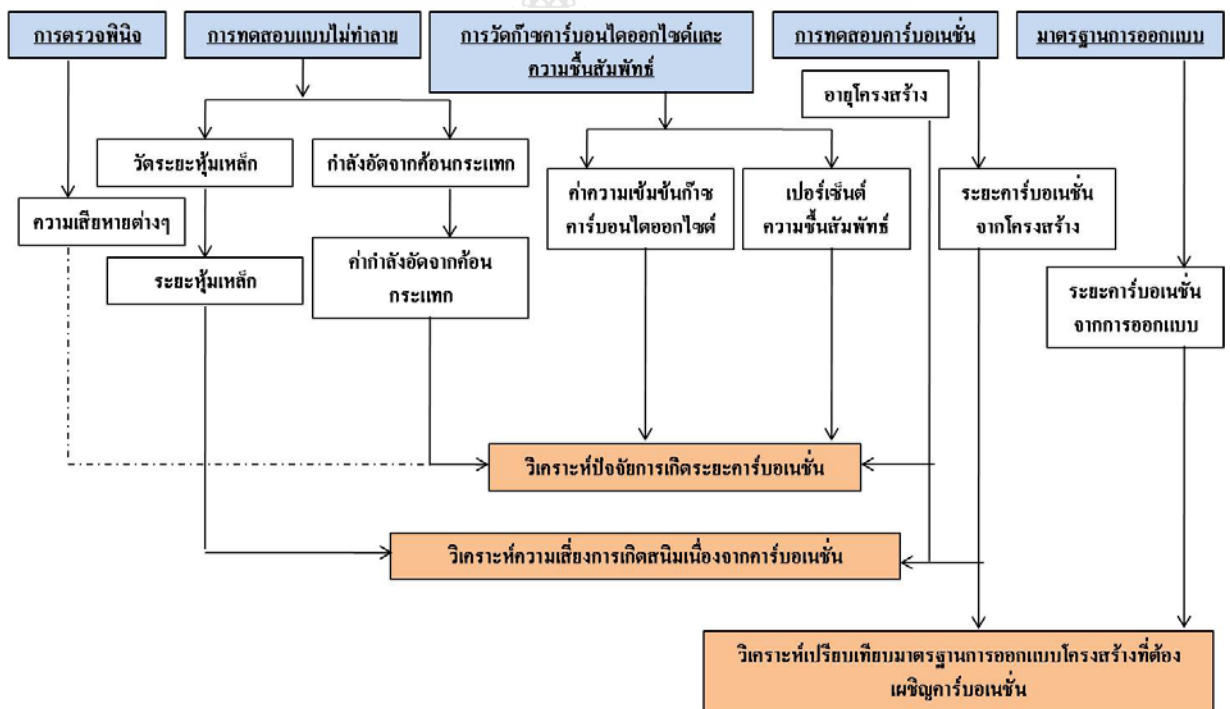 การตรวจพินิจ
การทดสอบแบบไม่ทำลาย
การวัดก๊าซคาร์บอนไดออกไซด์และ
ความชื้นสัมพัทธ์
การทดสอบคาร์บอเนชั่น
มาตรฐานการออกแบบ
อายุโครงสร้าง
วัดระยะหุ้มเหล็ก
กำลังอัดจากค้อนกระแทก
ค่าความเข้มข้นก๊าซ
คาร์บอนไดออกไซด์
เปอร์เซ็นต์
ความชื้นสัมพัทธ์
ระยะคาร์บอเนชั่น
จากโครงสร้าง
ความเสียหายต่างๆ
ระยะหุ้มเหล็ก
ค่ากำลังอัดจากค้อน
กระแทก
ระยะคาร์บอเนชั่น
จากการออกแบบ
วิเคราะห์ปัจจัยการเกิดระยะคาร์บอเนชั่น
วิเคราะห์ความเสี่ยงการเกิดสนิมเนื่องจากคาร์บอเนชั่น
วิเคราะห์เปรียบเทียบมาตรฐานการออกแบบโครงสร้างที่ต้อง
เผชิญคาร์บอเนชั่น